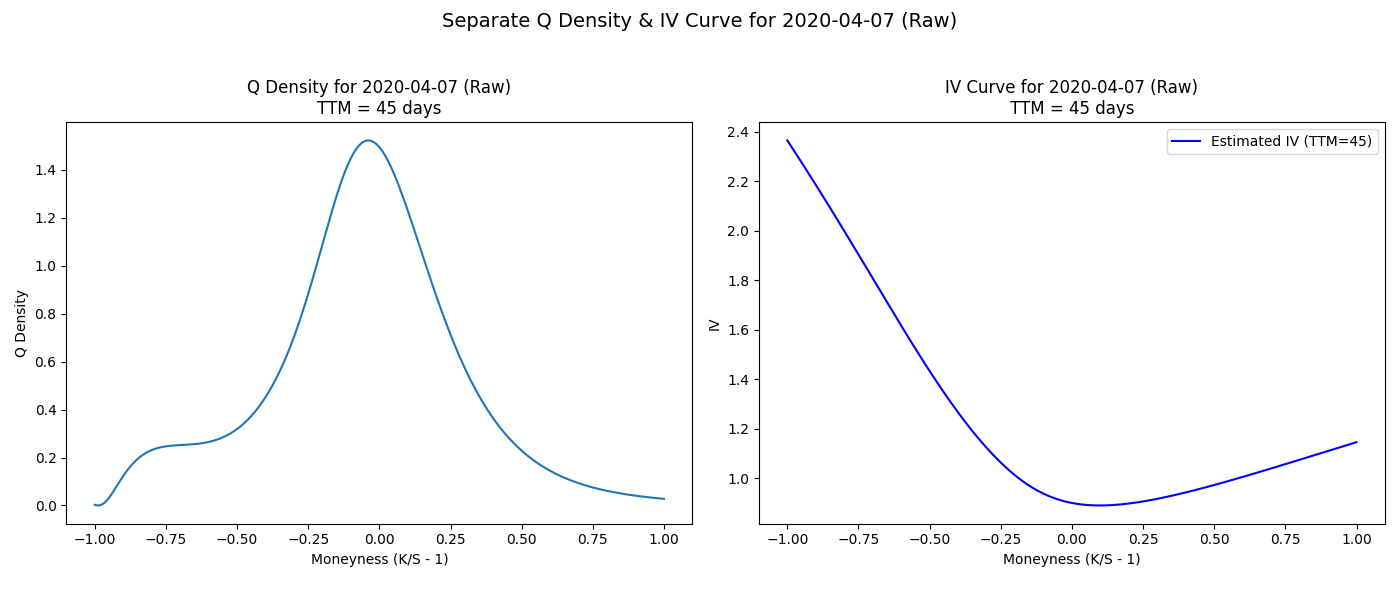 Separate Q Density & IV Curve for 2020-04-07 (Raw)
Q Density for 2020-04-07 (Raw)
TTM = 45 days
Q Density
1.4
1.2
1.0
0.8
0.6
0.4
0.2
0.0
−1.00 −0.75 −0.50 −0.25 0.00 0.25 0.50 0.75 1.00
Moneyness (K/S - 1)
IV Curve for 2020-04-07 (Raw)
TTM = 45 days
Estimated IV (TTM=45)
IV
2.4
2.2
2.0
1.8
1.6
1.4
1.2
1.0
−1.00 −0.75 −0.50 −0.25 0.00 0.25 0.50 0.75 1.00
Moneyness (K/S - 1)